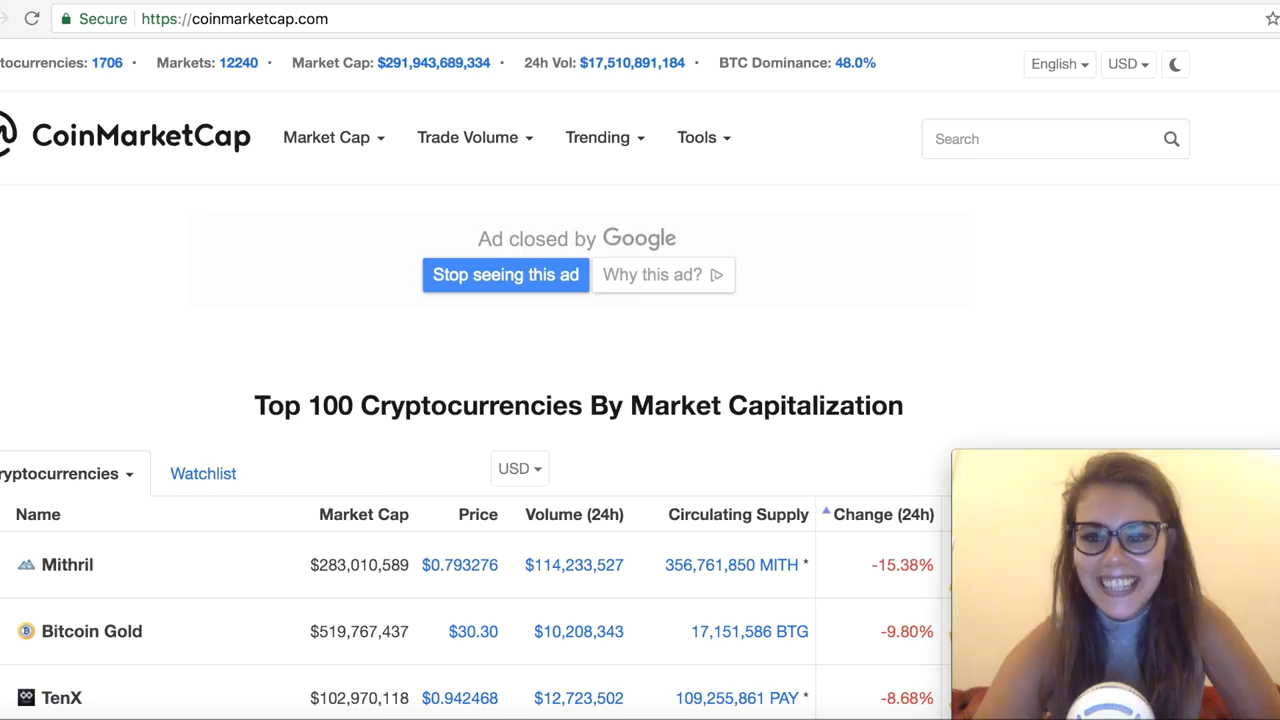 Secure https://coinmarketcap.com
tocurrencies: 1706 • Markets: 12240 • Market Cap: $291,943,689,334 • 24h Vol: $17,510,891,184 • BTC Dominance: 48.0% English USD
CoinMarketCap Market Cap Trade Volume Trending Tools Search
Ad closed by Google
Stop seeing this ad Why this ad?
Top 100 Cryptocurrencies By Market Capitalization
ryptocurrencies Watchlist USD
Name Market Cap Price Volume (24h) Circulating Supply Change (24h)
Mithril $283,010,589 $0.793276 $114,233,527 356,761,850 MITH * -15.38%
Bitcoin Gold $519,767,437 $30.30 $10,208,343 17,151,586 BTG -9.80%
TenX $102,970,118 $0.942468 $12,723,502 109,255,861 PAY * -8.68%